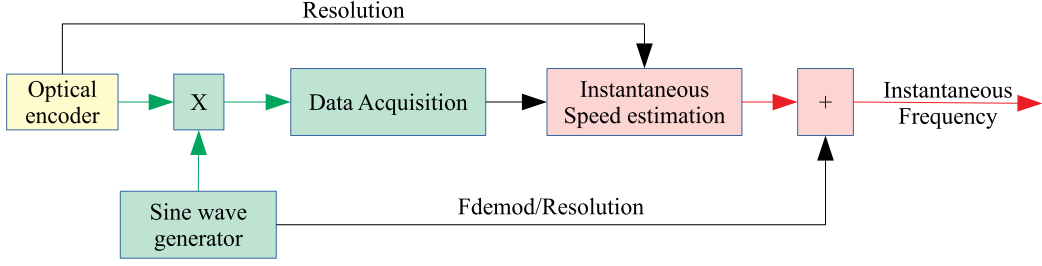 Resolution
Optical
encoder
X
Data Acquisition
Instantaneous
Speed estimation
+
Instantaneous
Frequency
Sine wave
generator
Fdemod/Resolution